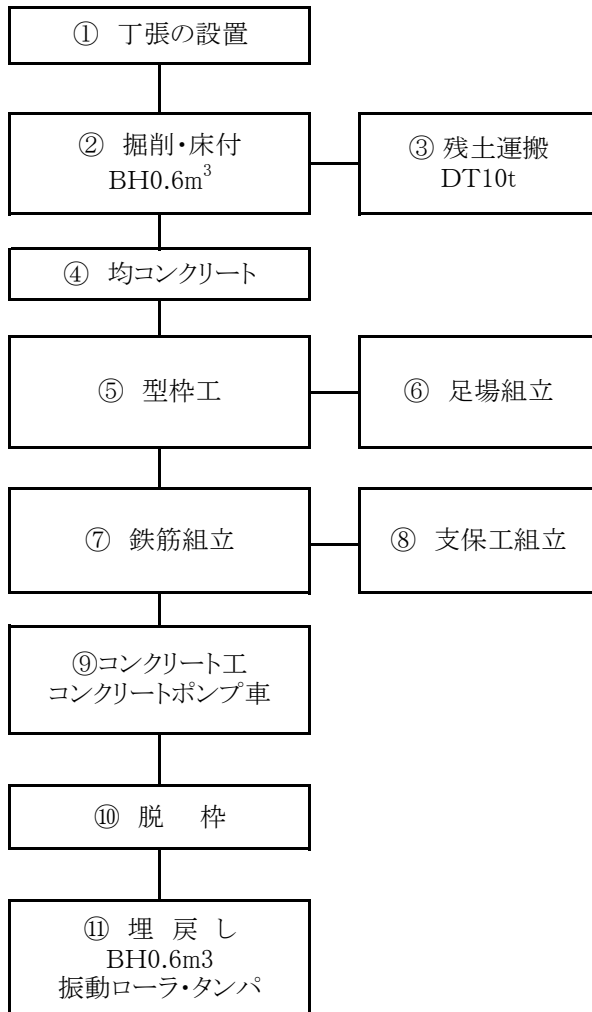 ① 丁張の設置
② 掘削・床付
BH0.6m³
③ 残土運搬
DT10t
④ 均コンクリート
⑤ 型枠工
⑥ 足場組立
⑦ 鉄筋組立
⑧ 支保工組立
⑨コンクリート工
コンクリートポンプ車
⑩ 脱 枠
⑪ 埋 戻 し
BH0.6m3
振動ローラ・タンパ